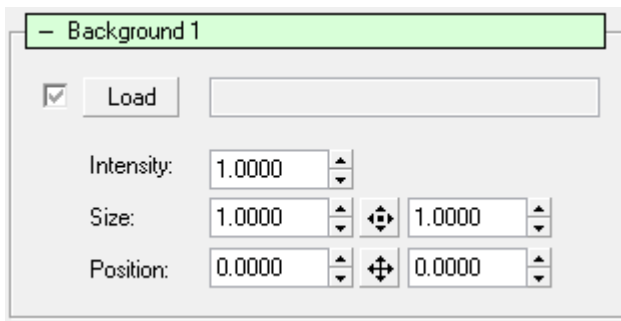 – Background 1
Load
Intensity: 1.0000
Size: 1.0000 1.0000
Position: 0.0000 0.0000